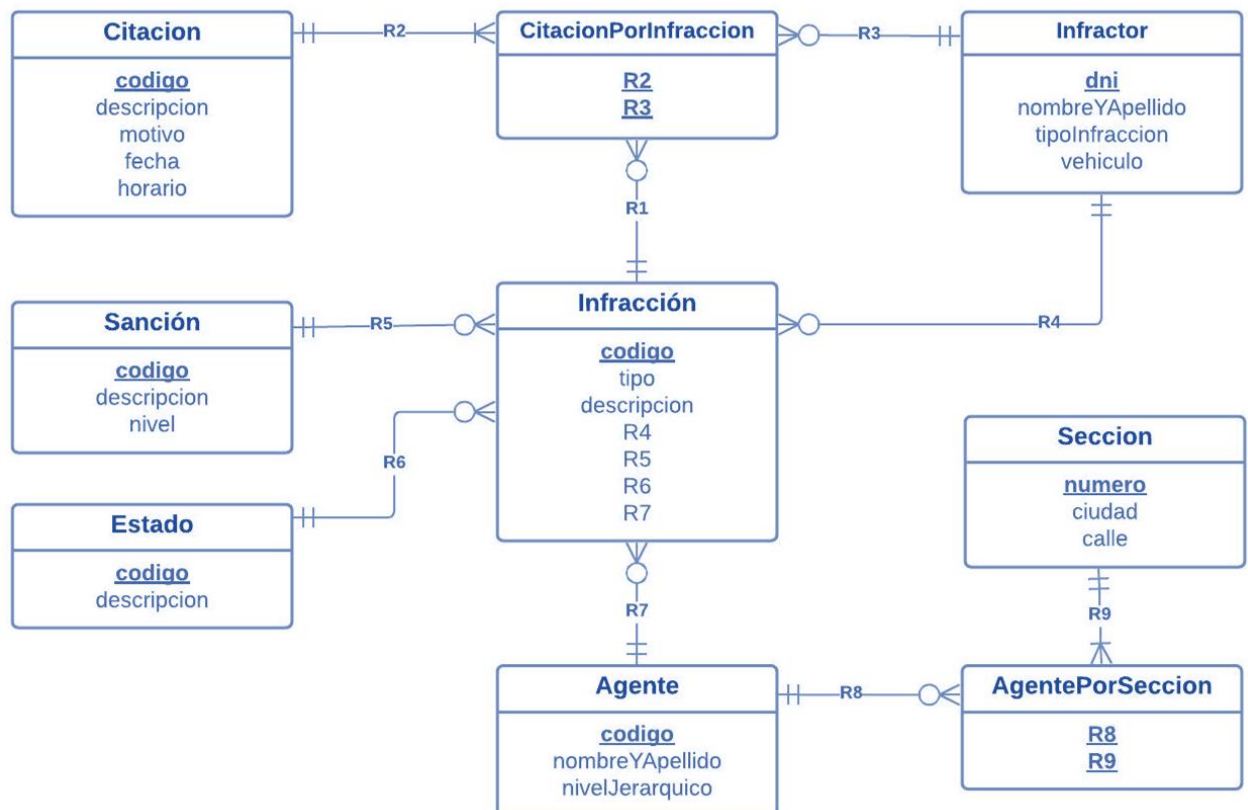 Citacion
codigo
descripcion
motivo
fecha
horario
R2
CitacionPorInfraccion
R2
R3
R3
Infractor
dni
nombreYApellido
tipoInfraccion
vehiculo
R1
R4
Sanción
codigo
descripcion
nivel
R5
Infracción
codigo
tipo
descripcion
R4
R5
R6
R7
R6
Estado
codigo
descripcion
Seccion
numero
ciudad
calle
R7
R9
Agente
codigo
nombreYApellido
nivelJerarquico
R8
AgentePorSeccion
R8
R9